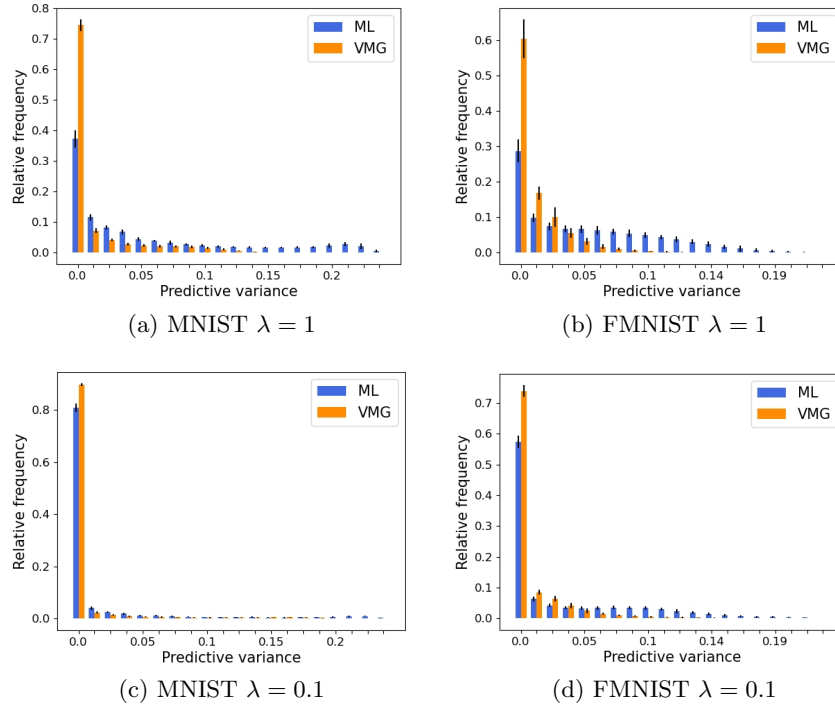 0.8
0.7
0.6
0.5
0.4
0.3
0.2
0.1
0.0
Relative frequency
ML
VMG
0.0 0.05 0.1 0.15 0.2
Predictive variance
(a) MNIST λ = 1
0.6
0.5
0.4
0.3
0.2
0.1
0.0
Relative frequency
ML
VMG
0.0 0.05 0.1 0.14 0.19
Predictive variance
(b) FMNIST λ = 1
0.8
0.6
0.4
0.2
0.0
Relative frequency
ML
VMG
0.0 0.05 0.1 0.15 0.2
Predictive variance
(c) MNIST λ = 0.1
0.7
0.6
0.5
0.4
0.3
0.2
0.1
0.0
Relative frequency
ML
VMG
0.0 0.05 0.1 0.14 0.19
Predictive variance
(d) FMNIST λ = 0.1